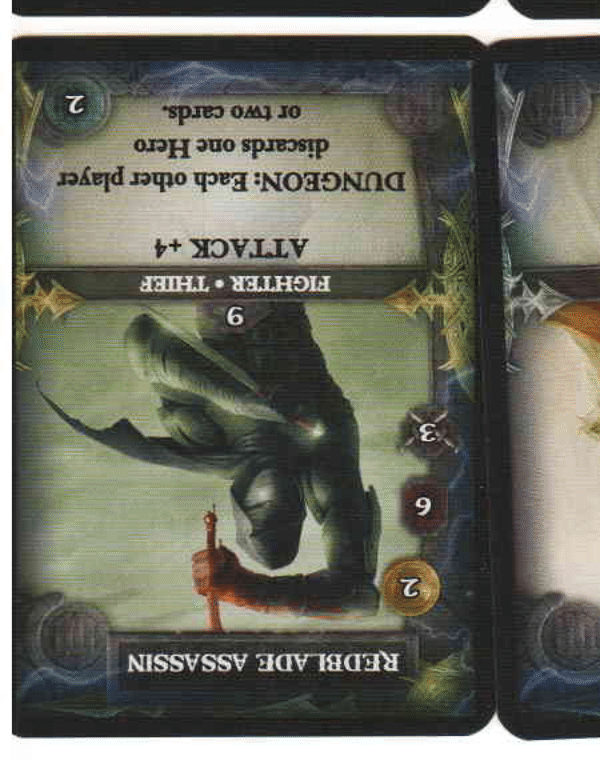 REDBLADE ASSASSIN
2
6
3
6
FIGHTER • THIEF
ATTACK +4
DUNGEON: Each other player
discards one Hero
or two cards.
2